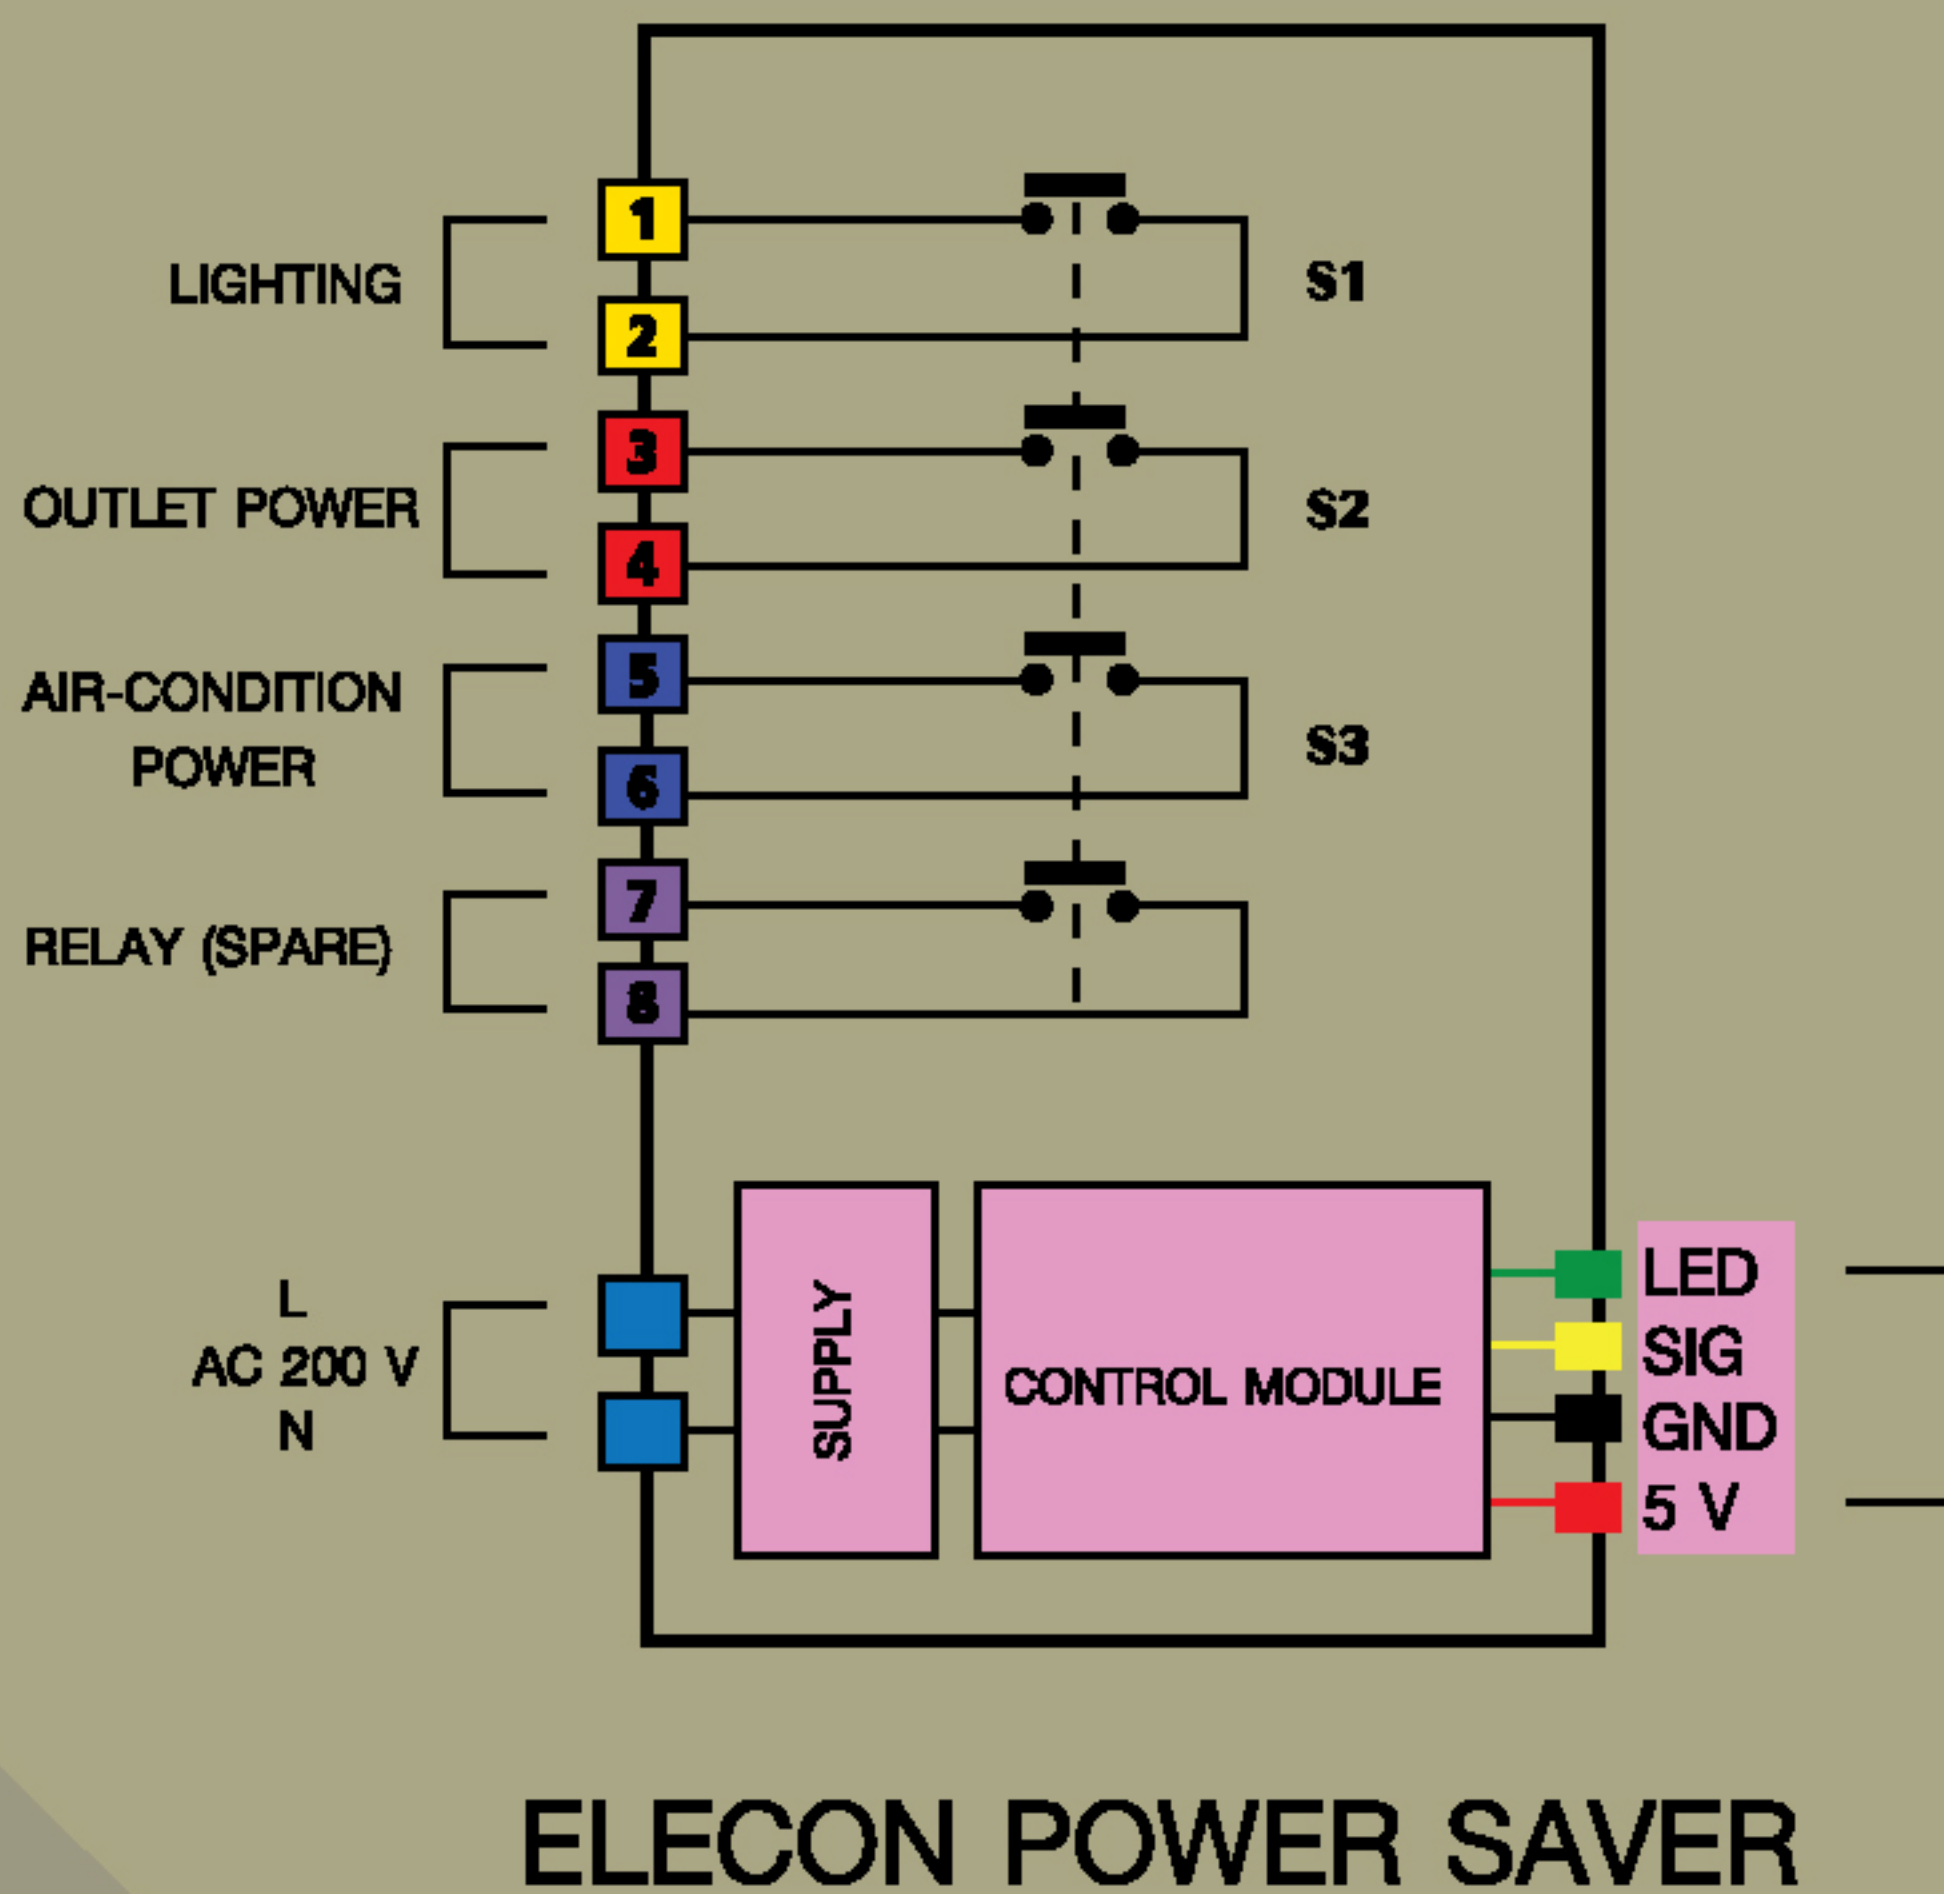 1
2
LIGHTING
S1
3
4
OUTLET POWER
S2
5
6
AIR-CONDITION
POWER
S3
7
8
RELAY (SPARE)
L
AC 200 V
N
SUPPLY
CONTROL MODULE
LED
SIG
GND
5 V
ELECON POWER SAVER